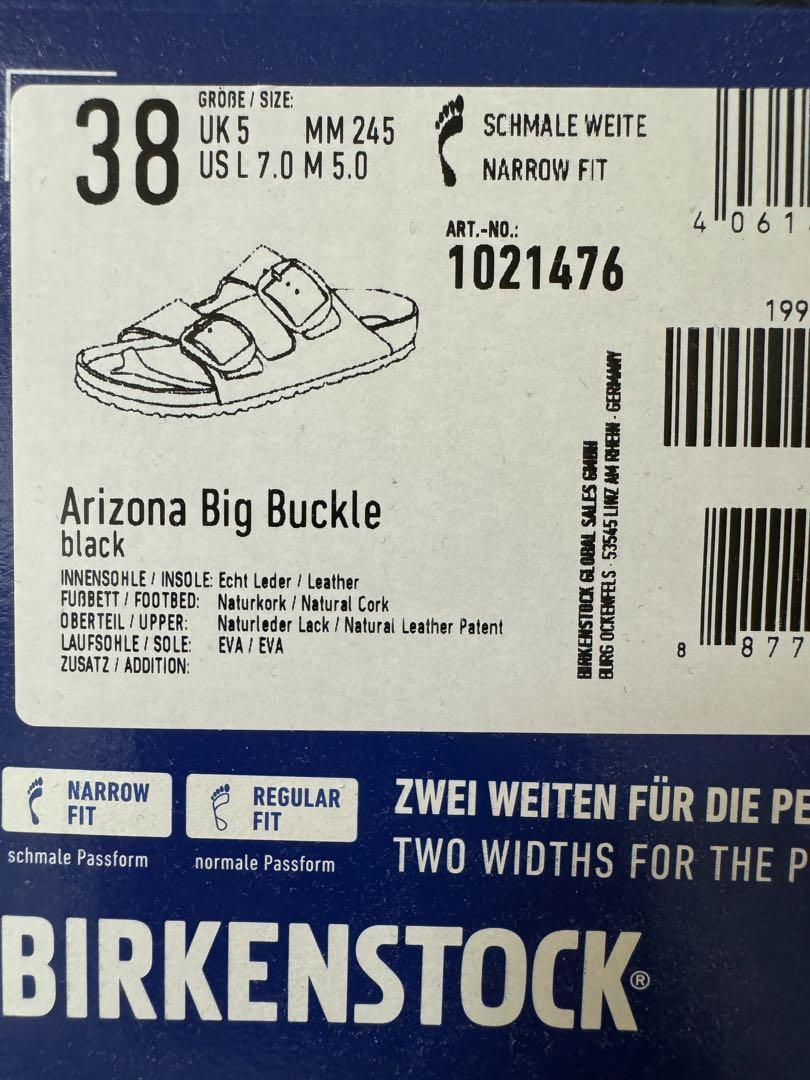 38
GRÖßE / SIZE:
UK 5 MM 245
US L 7.0 M 5.0
SCHMALE WEITE
NARROW FIT
ART.-NO.:
1021476
4 061
199
8 877
BIRKENSTOCK GLOBAL SALES GMBH
BURG OCKENFELS · 53545 LINZ AM RHEIN · GERMANY
Arizona Big Buckle
black
INNENSOHLE / INSOLE: Echt Leder / Leather
FUßBETT / FOOTBED: Naturkork / Natural Cork
OBERTEIL / UPPER: Naturleder Lack / Natural Leather Patent
LAUFSOHLE / SOLE: EVA / EVA
ZUSATZ / ADDITION:
NARROW
FIT
schmale Passform
REGULAR
FIT
normale Passform
ZWEI WEITEN FÜR DIE PE
TWO WIDTHS FOR THE P
BIRKENSTOCK®